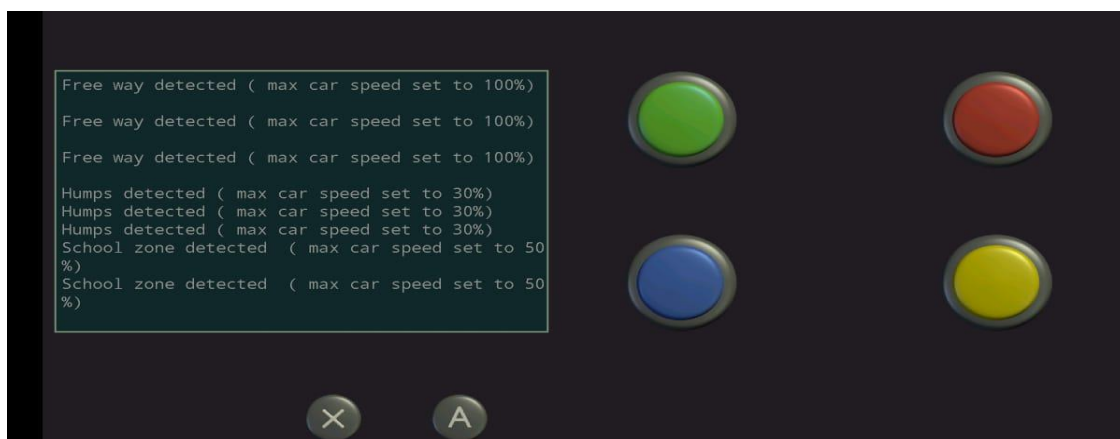 Free way detected ( max car speed set to 100%)
Free way detected ( max car speed set to 100%)
Free way detected ( max car speed set to 100%)
Humps detected ( max car speed set to 30%)
Humps detected ( max car speed set to 30%)
Humps detected ( max car speed set to 30%)
School zone detected  ( max car speed set to 50
%)
School zone detected  ( max car speed set to 50
%)
X A